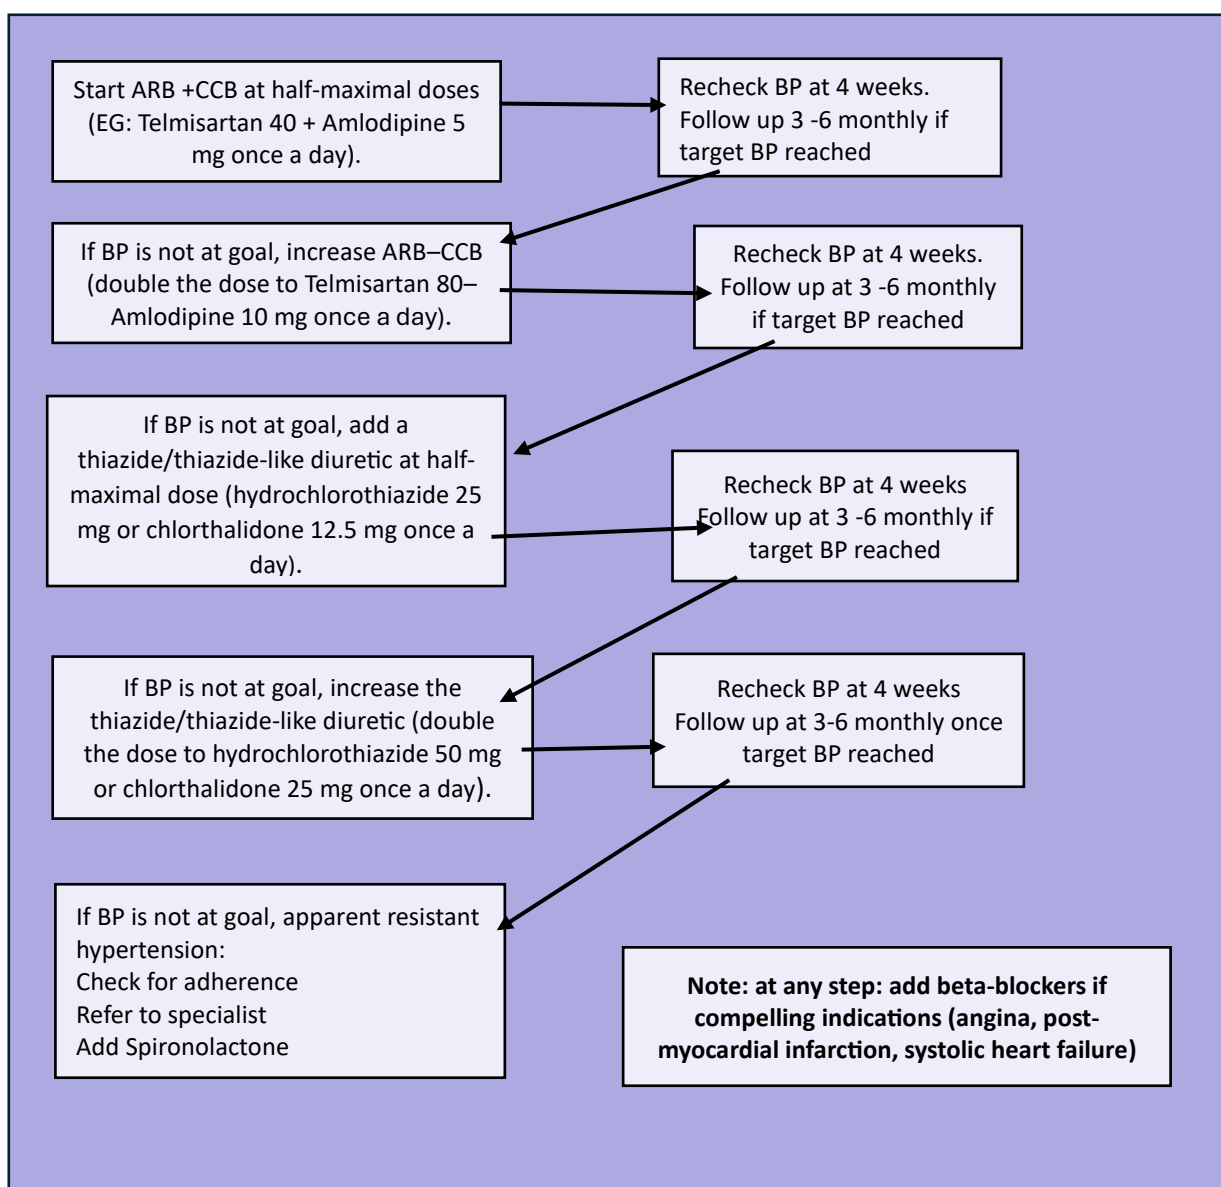 Start ARB +CCB at half-maximal doses
(EG: Telmisartan 40 + Amlodipine 5
mg once a day).
Recheck BP at 4 weeks.
Follow up 3 -6 monthly if
target BP reached
If BP is not at goal, increase ARB–CCB
(double the dose to Telmisartan 80–
Amlodipine 10 mg once a day).
Recheck BP at 4 weeks.
Follow up at 3 -6 monthly
if target BP reached
If BP is not at goal, add a
thiazide/thiazide-like diuretic at half-
maximal dose (hydrochlorothiazide 25
mg or chlorthalidone 12.5 mg once a
day).
Recheck BP at 4 weeks
Follow up at 3 -6 monthly if
target BP reached
If BP is not at goal, increase the
thiazide/thiazide-like diuretic (double
the dose to hydrochlorothiazide 50 mg
or chlorthalidone 25 mg once a day).
Recheck BP at 4 weeks
Follow up at 3-6 monthly once
target BP reached
If BP is not at goal, apparent resistant
hypertension:
Check for adherence
Refer to specialist
Add Spironolactone
Note: at any step: add beta-blockers if
compelling indications (angina, post-
myocardial infarction, systolic heart failure)